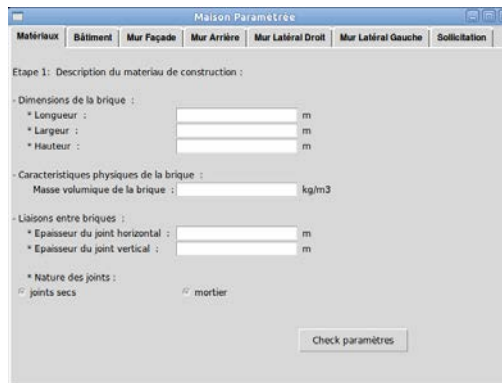 Maison Parametrée
Matériaux Bâtiment Mur Façade Mur Arrière Mur Latéral Droit Mur Latéral Gauche Sollicitation
Etape 1: Description du materiau de construction :
- Dimensions de la brique :
* Longueur : m
* Largeur : m
* Hauteur : m
- Caracteristiques physiques de la brique :
Masse volumique de la brique : kg/m3
- Liaisons entre briques :
* Epaisseur du joint horizontal : m
* Epaisseur du joint vertical : m
* Nature des joints :
joints secs mortier
Check paramètres